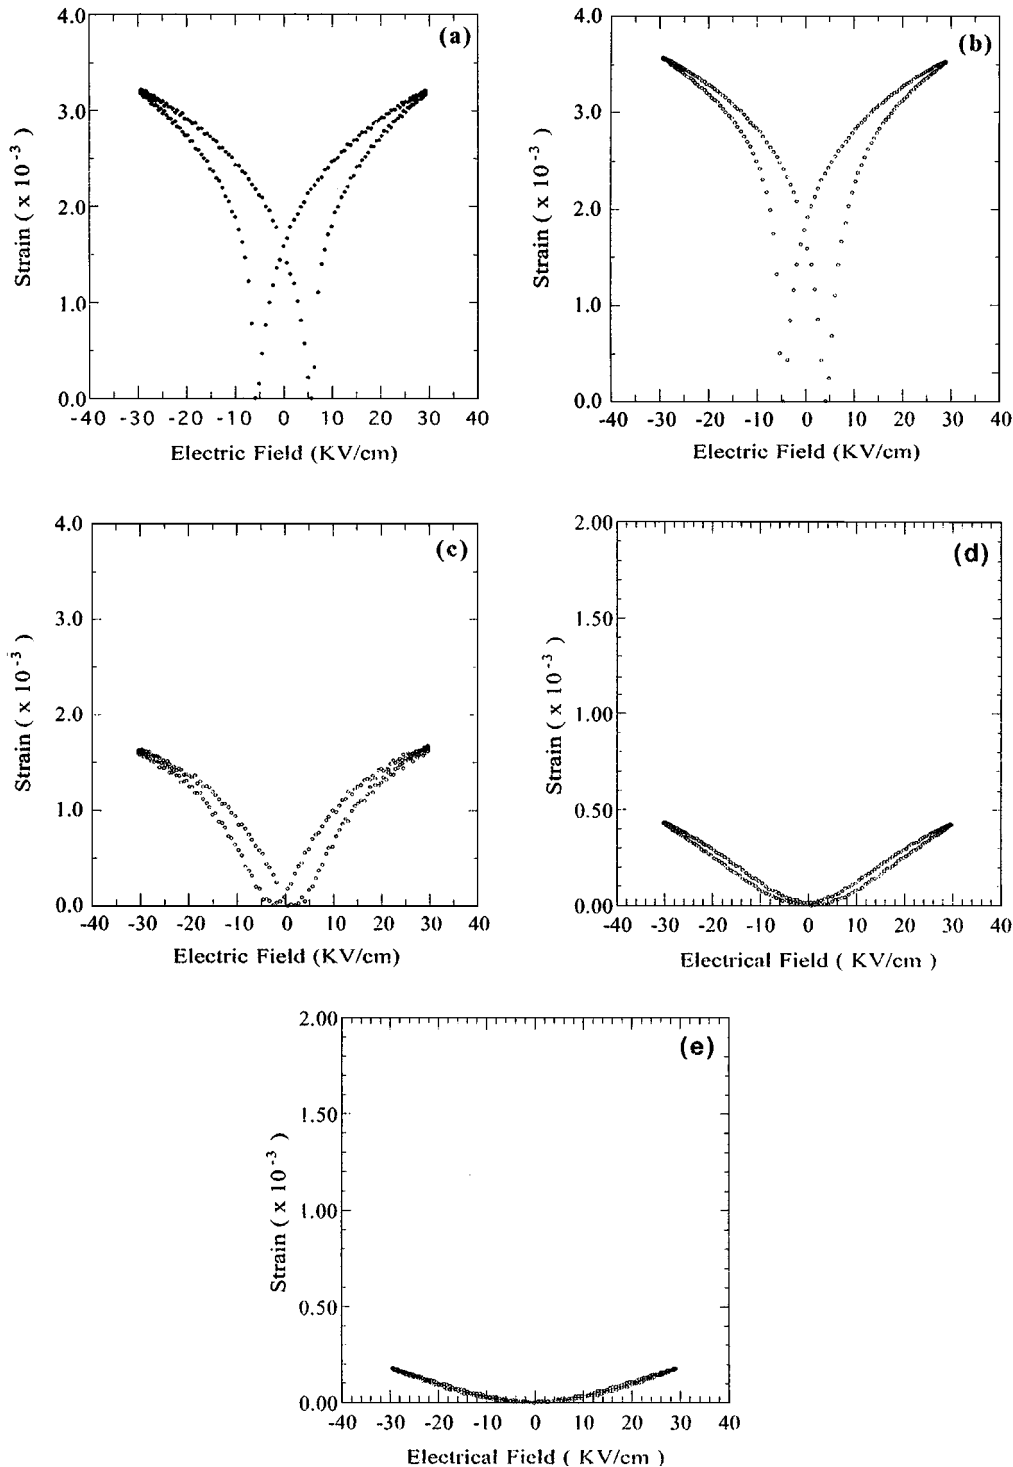 4.0
(a)
3.0
2.0
1.0
0.0
Strain ( x 10 -3 )
-40 -30 -20 -10 0 10 20 30 40
Electric Field (KV/cm)
4.0
(b)
3.0
2.0
1.0
0.0
Strain ( x 10 -3 )
-40 -30 -20 -10 0 10 20 30 40
Electric Field (KV/cm)
4.0
(c)
3.0
2.0
1.0
0.0
Strain ( x 10 -3 )
-40 -30 -20 -10 0 10 20 30 40
Electric Field (KV/cm)
2.00
(d)
1.50
1.00
0.50
0.00
Strain ( x 10 -3 )
-40 -30 -20 -10 0 10 20 30 40
Electrical Field ( KV/cm )
2.00
(e)
1.50
1.00
0.50
0.00
Strain ( x 10 -3 )
-40 -30 -20 -10 0 10 20 30 40
Electrical Field ( KV/cm )